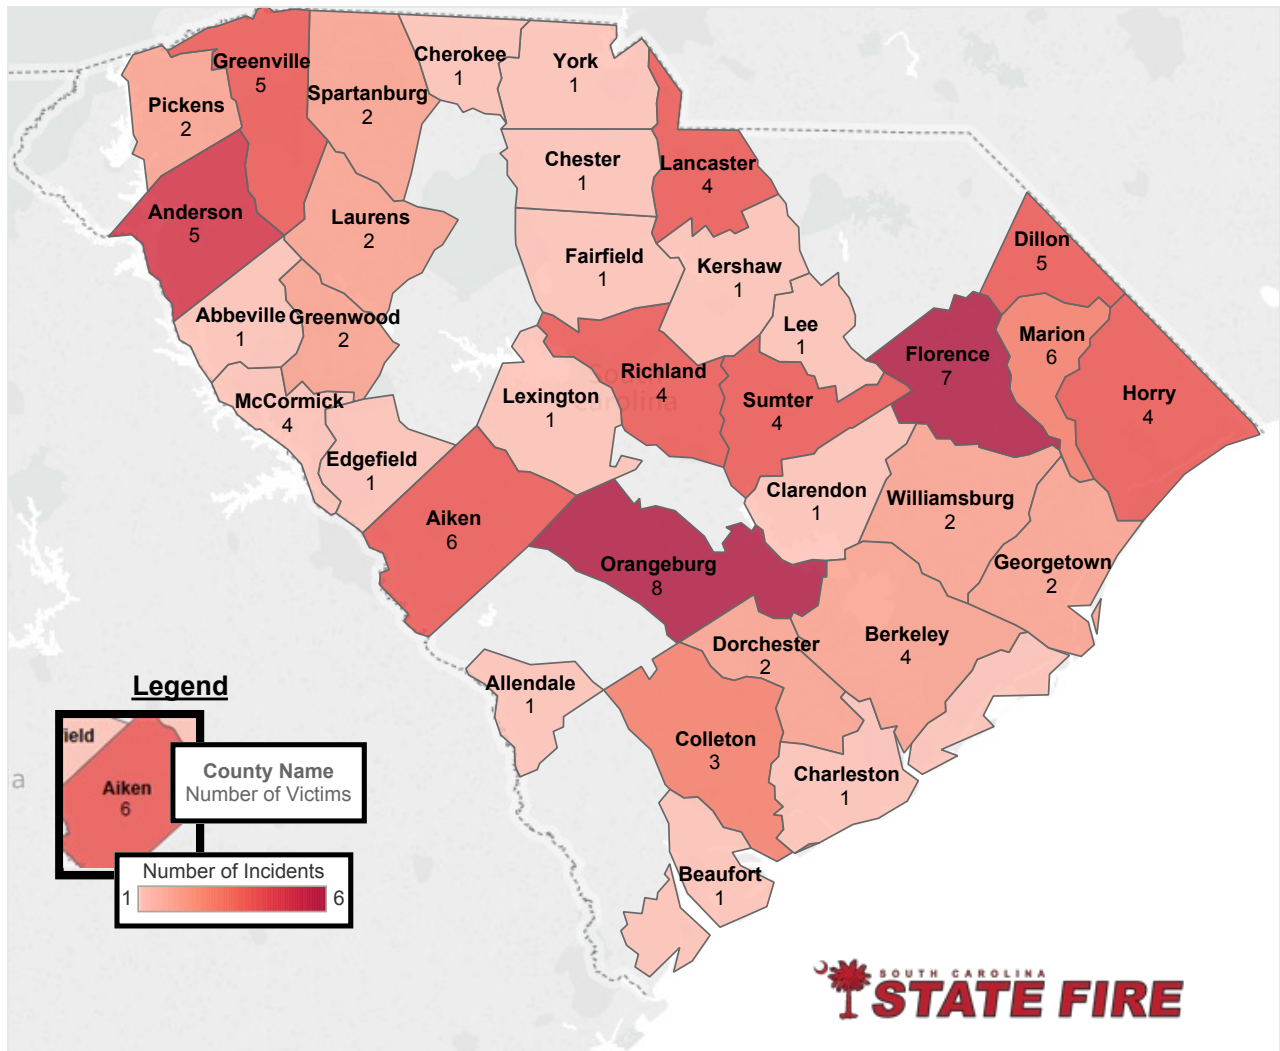 Greenville
5
Cherokee
1
York
1
Pickens
2
Spartanburg
2
Chester
1
Lancaster
4
Anderson
5
Laurens
2
Fairfield
1
Kershaw
1
Dillon
5
Abbeville
1
Greenwood
2
Lee
1
Florence
7
Marion
6
South
Carolina
Richland
4
Horry
4
McCormick
4
Lexington
1
Sumter
4
Edgefield
1
Aiken
6
Clarendon
1
Williamsburg
2
Orangeburg
8
Georgetown
2
Dorchester
2
Berkeley
4
Allendale
1
Colleton
3
Charleston
1
Beaufort
1
a
Legend
ield
Aiken
6
County Name
Number of Victims
Number of Incidents
1 6
SOUTH CAROLINA
STATE FIRE